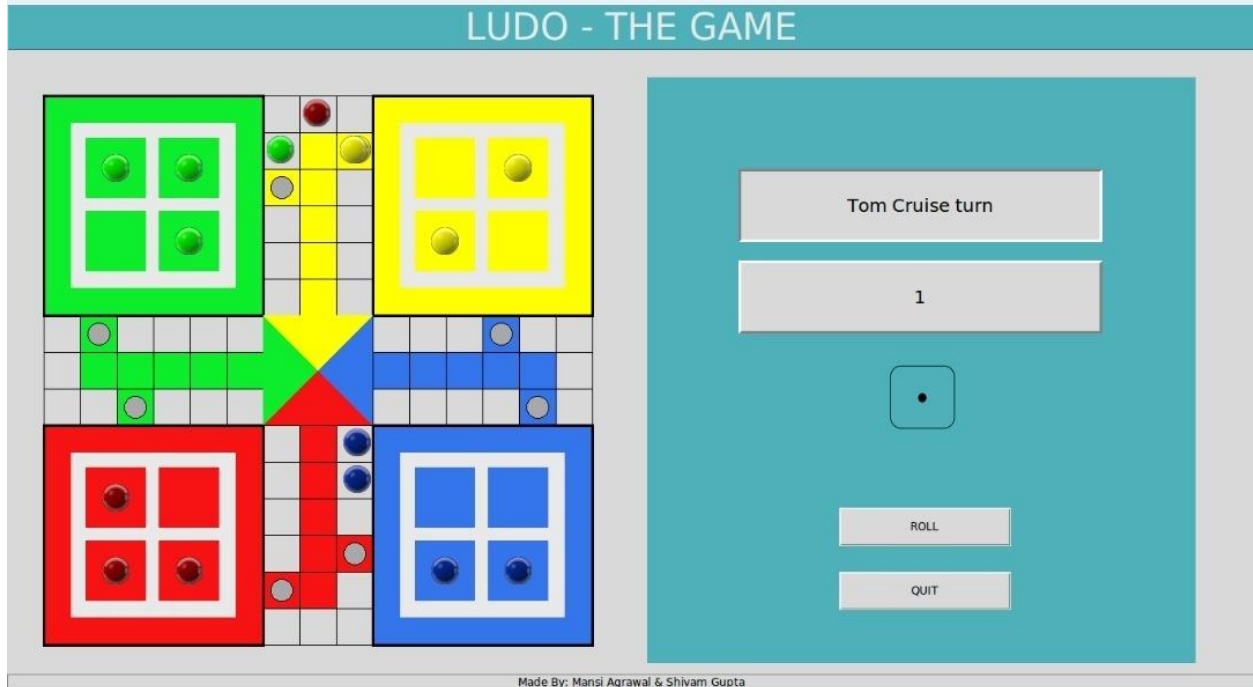 LUDO - THE GAME
Tom Cruise turn
1
ROLL
QUIT
Made By: Mansi Agrawal & Shivam Gupta